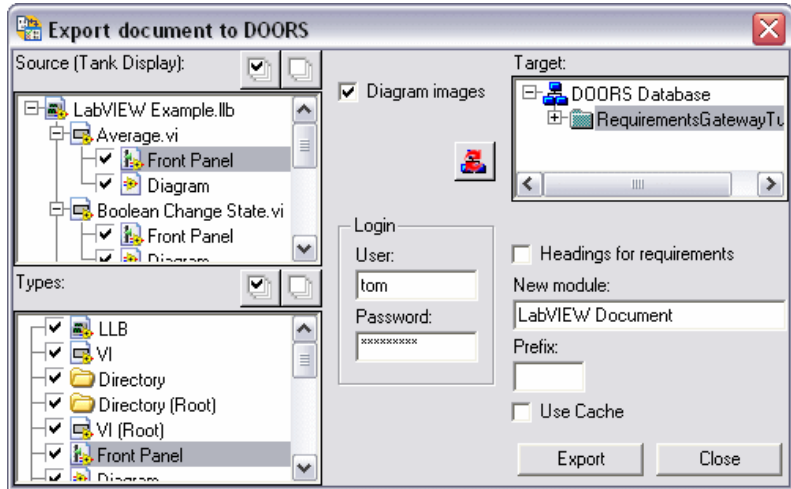 Export document to DOORS
Source (Tank Display):
LabVIEW Example.llb
Average.vi
Front Panel
Diagram
Boolean Change State.vi
Front Panel
Diagram
Types:
LLB
VI
Directory
Directory (Root)
VI (Root)
Front Panel
Diagram
Diagram images
Login
User:
tom
Password:
*********
Target:
DOORS Database
RequirementsGatewayTu
Headings for requirements
New module:
LabVIEW Document
Prefix:
Use Cache
Export
Close